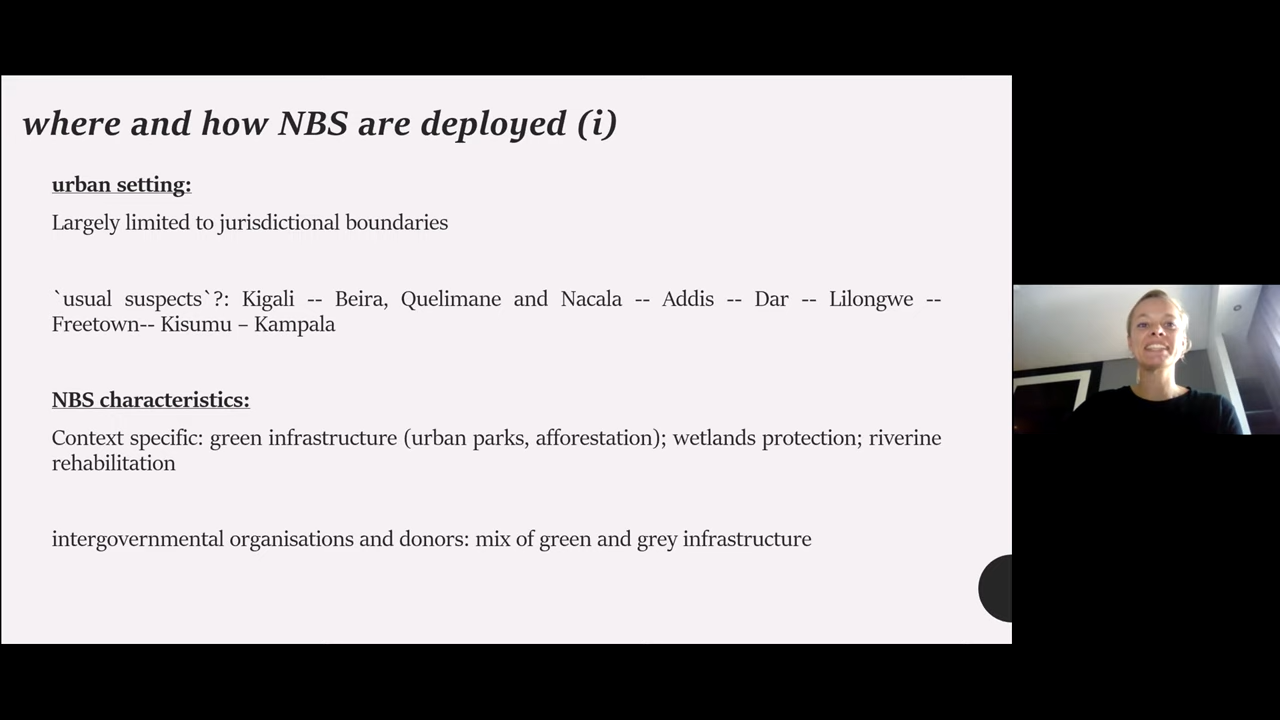 where and how NBS are deployed (i)
urban setting:
Largely limited to jurisdictional boundaries
`usual suspects`?: Kigali -- Beira, Quelimane and Nacala -- Addis -- Dar -- Lilongwe --
Freetown-- Kisumu – Kampala
NBS characteristics:
Context specific: green infrastructure (urban parks, afforestation); wetlands protection; riverine
rehabilitation
intergovernmental organisations and donors: mix of green and grey infrastructure